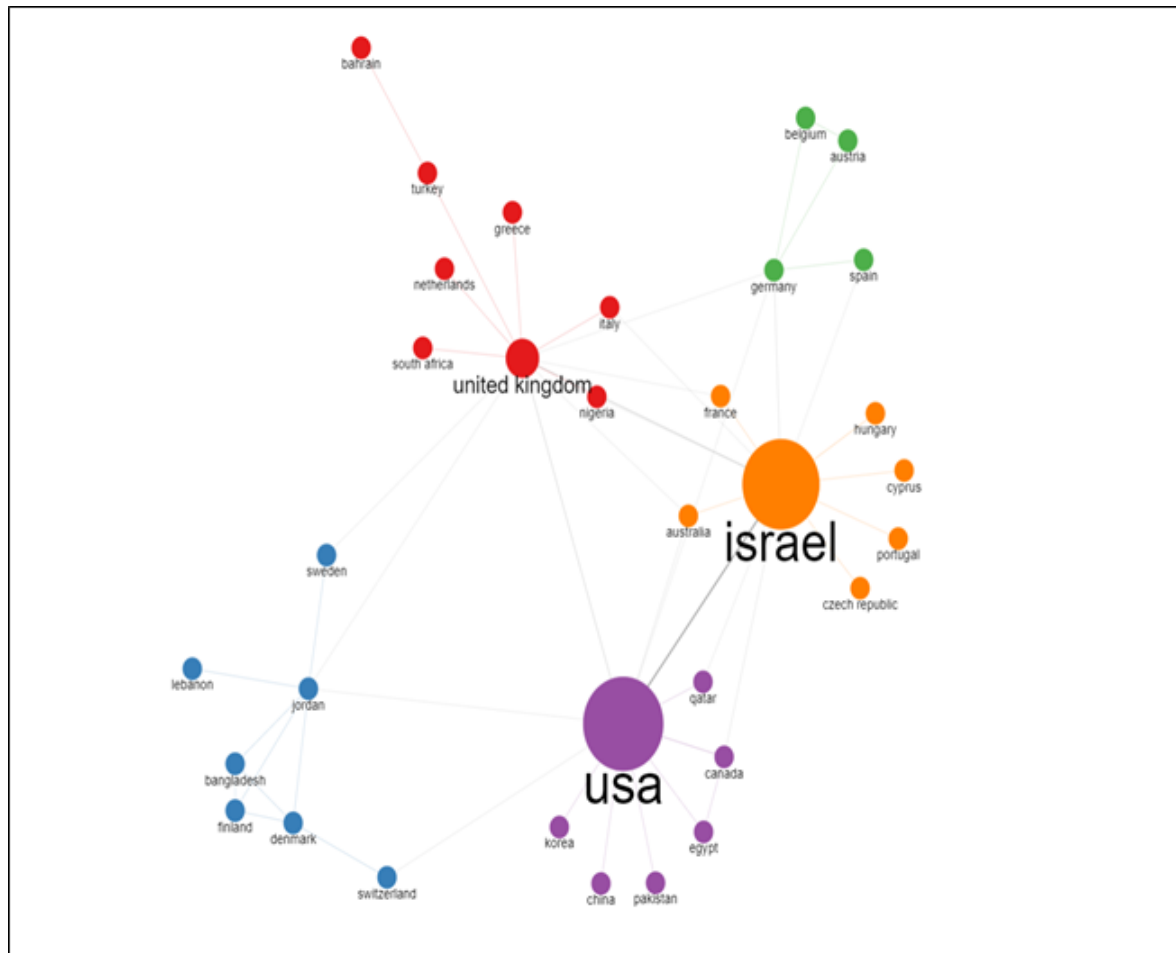 bahrain
belgium
austria
turkey
greece
netherlands
germany
spain
italy
south africa
united kingdom
nigeria
france
hungary
cyprus
australia
israel
portugal
sweden
czech republic
lebanon
jordan
qatar
bangladesh
usa
canada
finland
denmark
korea
egypt
switzerland
china
pakistan